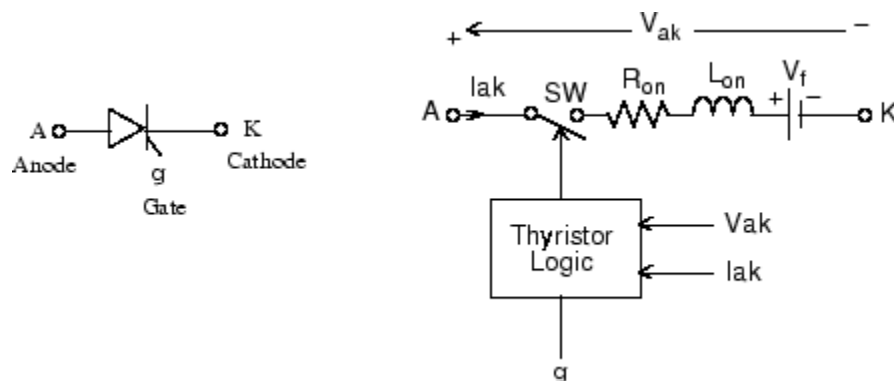 A
K
Anode
Cathode
g
Gate
+
Vak
−
Iak
SW
Ron
Lon
Vf
+
−
A
K
Thyristor
Logic
Vak
Iak
g